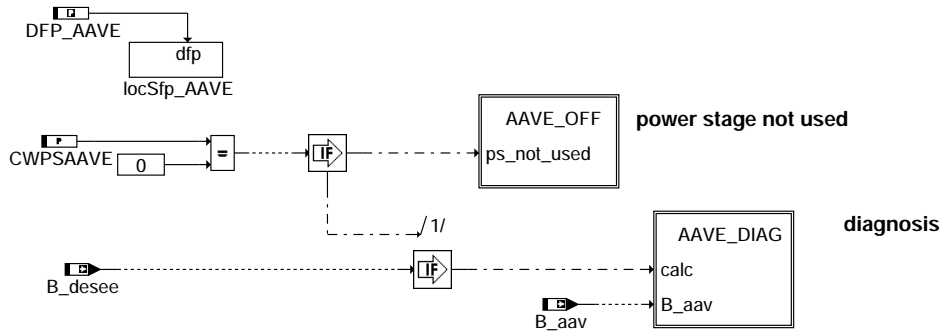 DFP_AAVE
dfp
locSfp_AAVE
AAVE_OFF
power stage not used
CWPSAAVE
0
=
IF
ps_not_used
/ 1/
AAVE_DIAG
diagnosis
B_desee
IF
calc
B_aav
B_aav